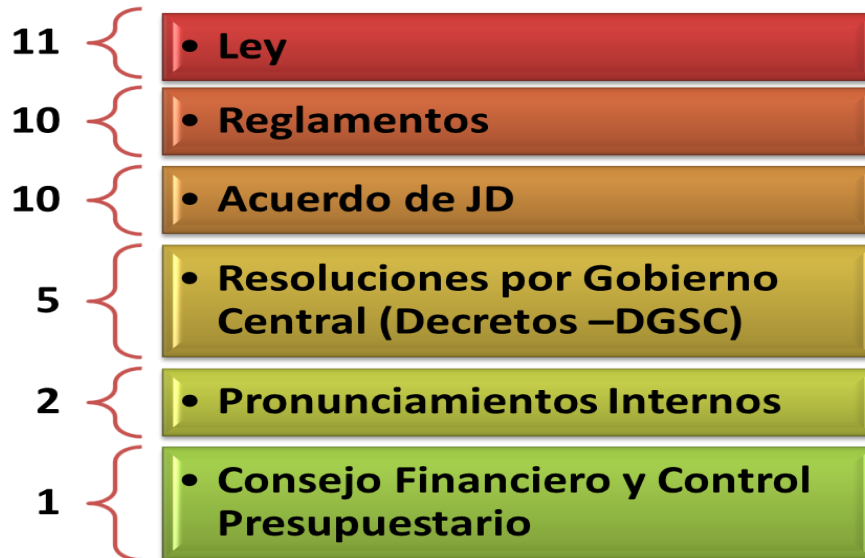 11 • Ley
10 • Reglamentos
10 • Acuerdo de JD
5 • Resoluciones por Gobierno
Central (Decretos –DGSC)
2 • Pronunciamientos Internos
1 • Consejo Financiero y Control
Presupuestario